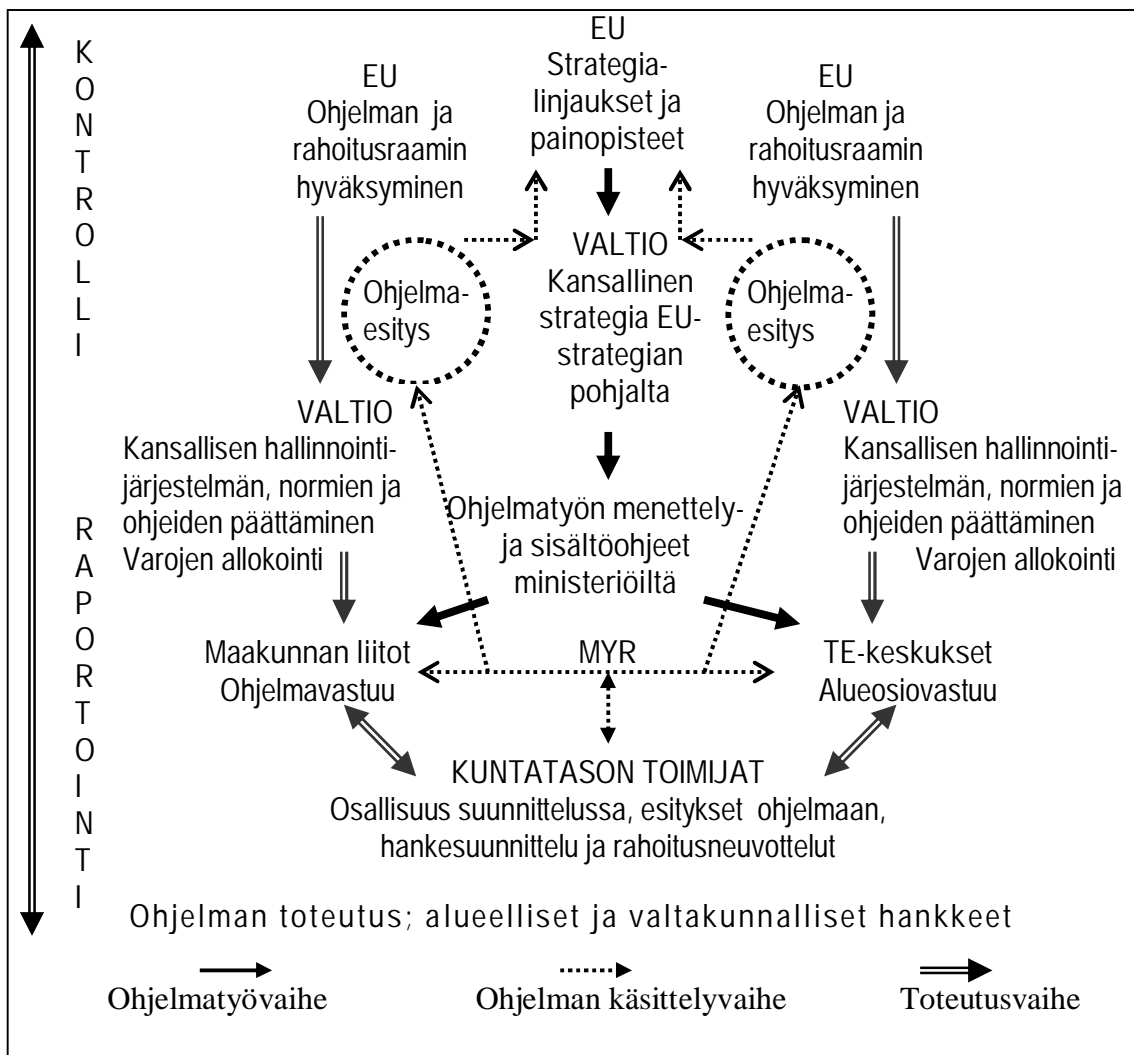 KONTROLLI
RAPORTOINTI
EU
Strategia-
linjaukset ja
painopisteet
EU
Ohjelman ja
rahoitusraamin
hyväksyminen
EU
Ohjelman ja
rahoitusraamin
hyväksyminen
Ohjelma-
esitys
VALTIO
Kansallinen
strategia EU-
strategian
pohjalta
Ohjelma-
esitys
VALTIO
Kansallisen hallinnointi-
järjestelmän, normien ja
ohjeiden päättäminen
Varojen allokointi
Ohjelmatyön menettely-
ja sisältöohjeet
ministeriöiltä
VALTIO
Kansallisen hallinnointi-
järjestelmän, normien ja
ohjeiden päättäminen
Varojen allokointi
Maakunnan liitot
Ohjelmavastuu
MYR
TE-keskukset
Alueosiovastuu
KUNTATASON TOIMIJAT
Osallisuus suunnittelussa, esitykset ohjelmaan,
hankesuunnittelu ja rahoitusneuvottelut
Ohjelman toteutus; alueelliset ja valtakunnalliset hankkeet
Ohjelmatyövaihe
Ohjelman käsittelyvaihe
Toteutusvaihe